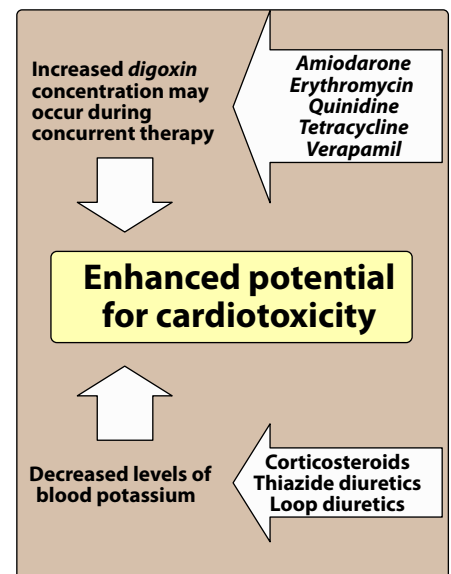 Increased digoxin
concentration may
occur during
concurrent therapy
Amiodarone
Erythromycin
Quinidine
Tetracycline
Verapamil
Enhanced potential
for cardiotoxicity
Decreased levels of
blood potassium
Corticosteroids
Thiazide diuretics
Loop diuretics